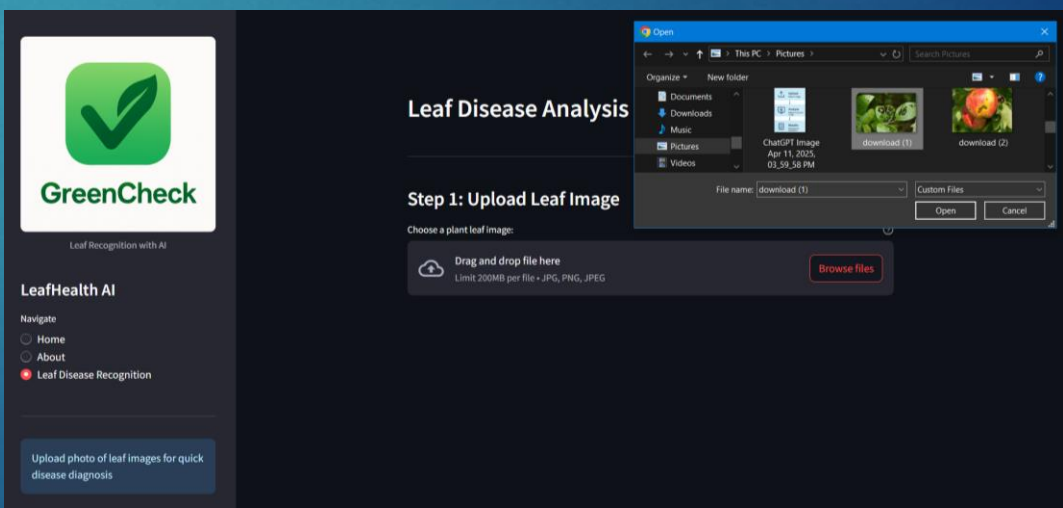 GreenCheck
Leaf Recognition with AI
LeafHealth AI
Navigate
Home
About
Leaf Disease Recognition
Upload photo of leaf images for quick
disease diagnosis
Leaf Disease Analysis
Step 1: Upload Leaf Image
Choose a plant leaf image:
Drag and drop file here
Limit 200MB per file • JPG, PNG, JPEG
Browse files
Open
This PC > Pictures >
Search Pictures
Organize
New folder
Documents
Downloads
Music
Pictures
Videos
ChatGPT Image
Apr 11, 2025,
03_59_58 PM
download (1)
download (2)
File name: download (1)
Custom Files
Open
Cancel